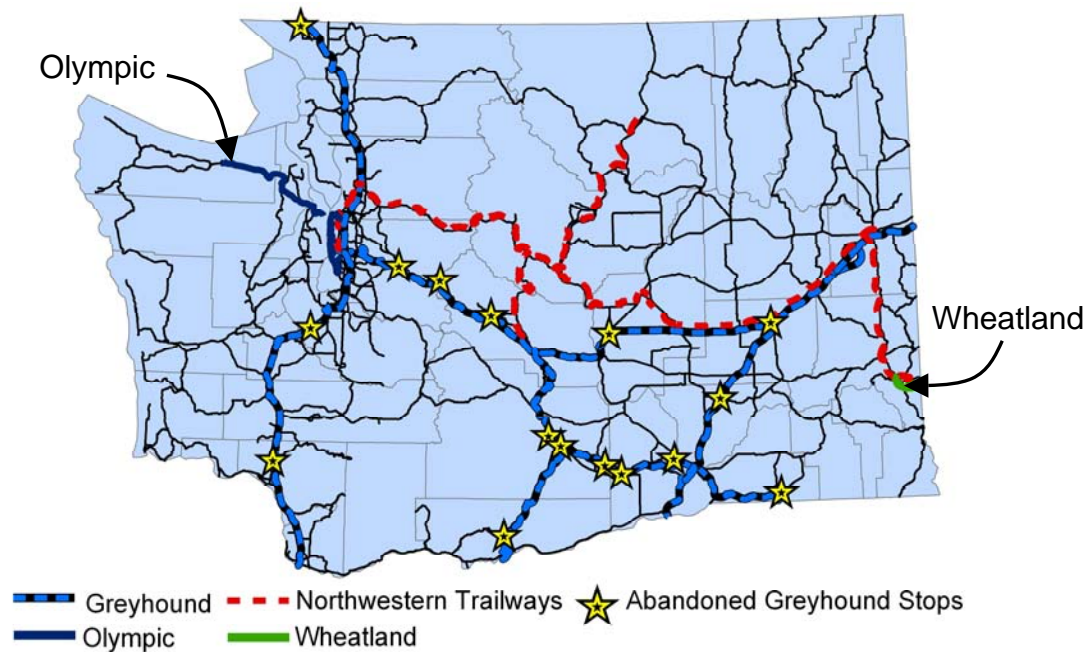 Olympic
Wheatland
Greyhound Northwestern Trailways Abandoned Greyhound Stops
Olympic Wheatland